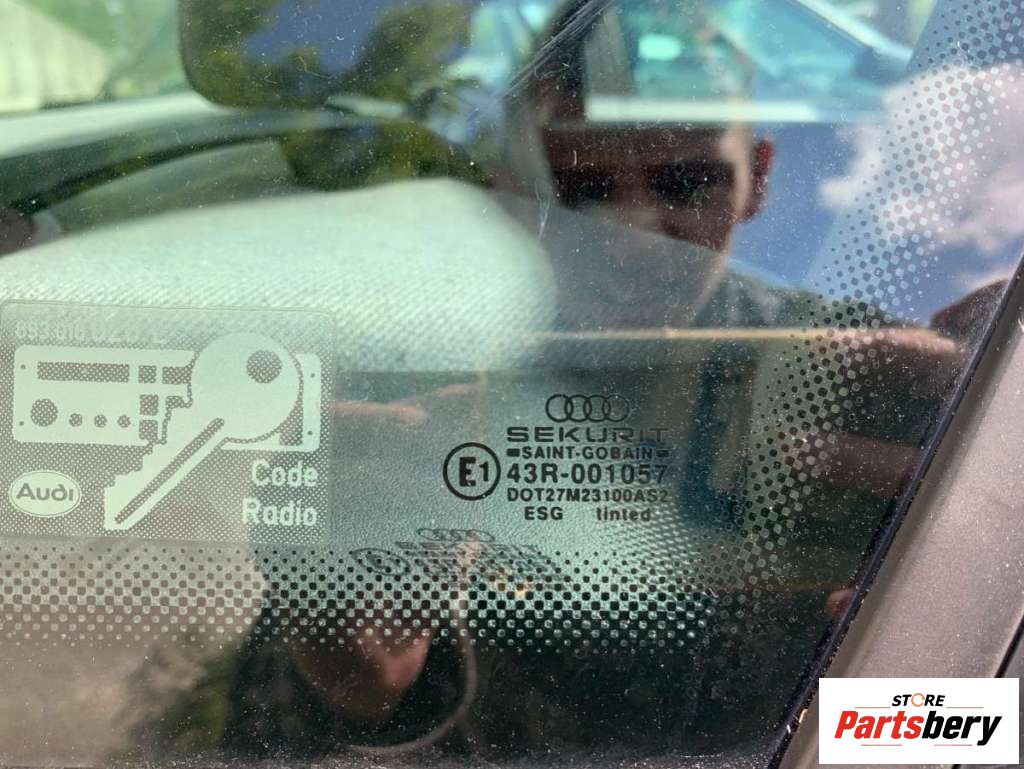 Audi
Code
Radio
SEKURIT
SAINT-GOBAIN
E1
43R-001057
DOT27M23100AS2
ESG tinted
STORE
Partsbery